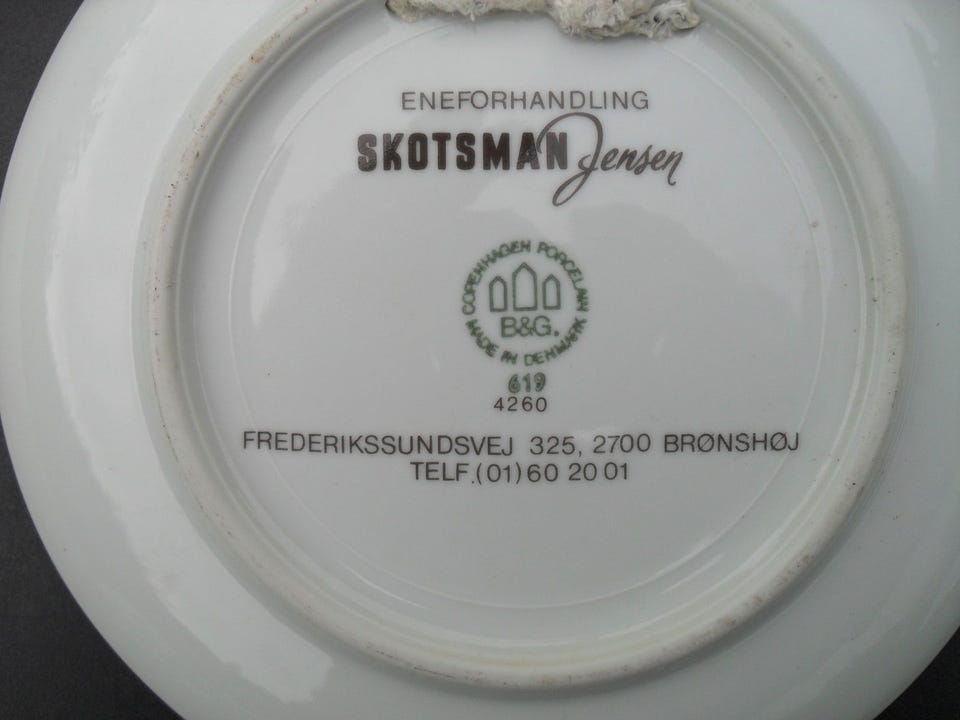 ENEFORHANDLING
SKOTSMAN Jensen
COPENHAGEN PORCELAIN
B&G.
MADE IN DENMARK
619
4260
FREDERIKSSUNDSVEJ 325, 2700 BRØNSHØJ
TELF.(01)60 20 01